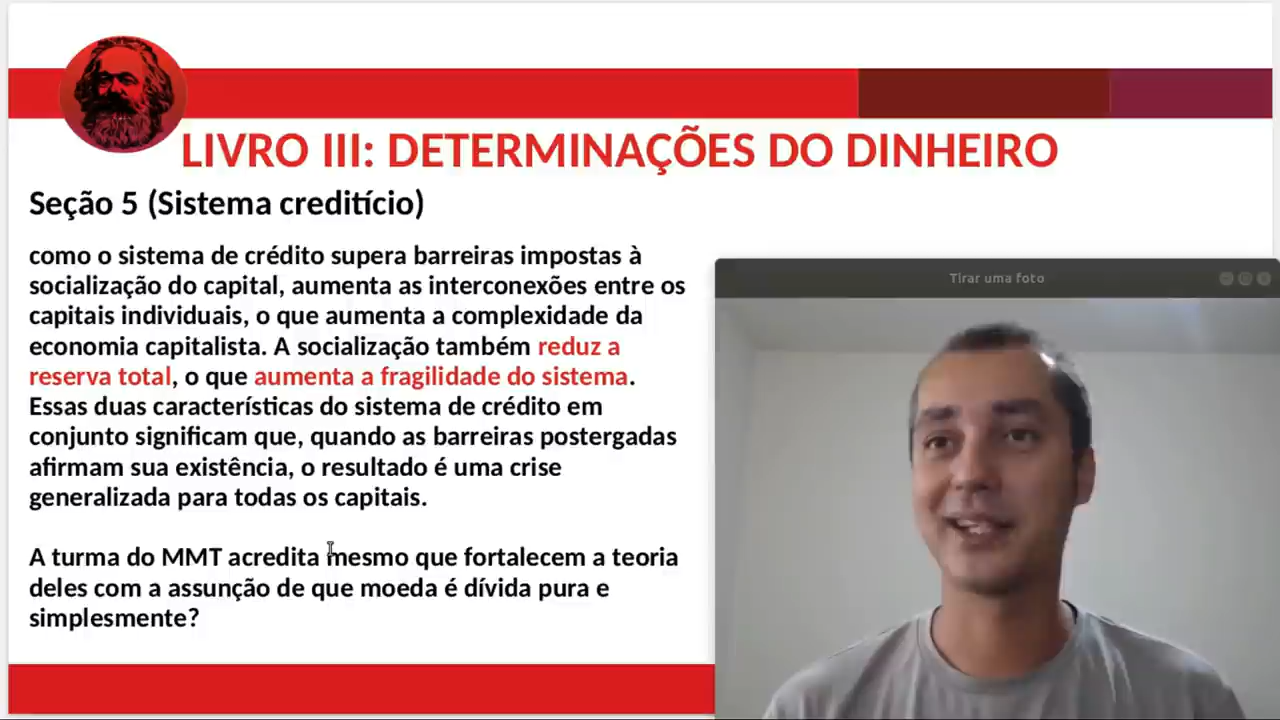 LIVRO III: DETERMINAÇÕES DO DINHEIRO
Seção 5 (Sistema creditício)
como o sistema de crédito supera barreiras impostas à
socialização do capital, aumenta as interconexões entre os
capitais individuais, o que aumenta a complexidade da
economia capitalista. A socialização também reduz a
reserva total, o que aumenta a fragilidade do sistema.
Essas duas características do sistema de crédito em
conjunto significam que, quando as barreiras postergadas
afirmam sua existência, o resultado é uma crise
generalizada para todas os capitais.
A turma do MMT acredita mesmo que fortalecem a teoria
deles com a assunção de que moeda é dívida pura e
simplesmente?
Tirar uma foto